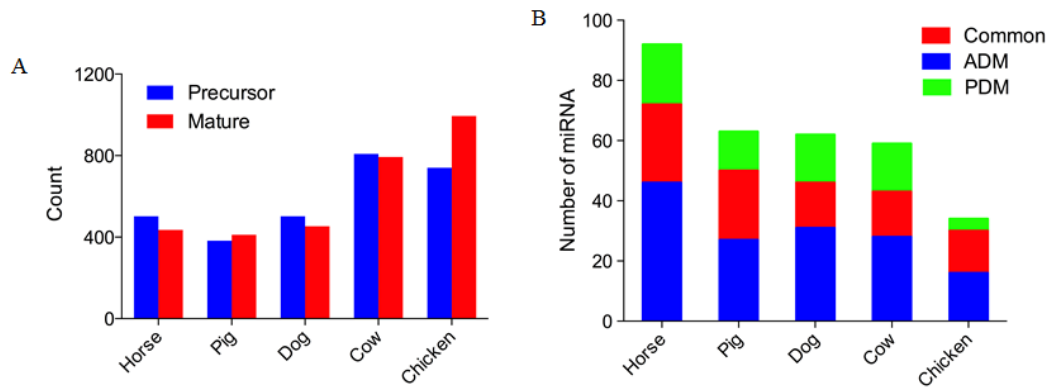 A
1200
800
400
0
Count
Precursor
Mature
Horse
Pig
Dog
Cow
Chicken
B
100
80
60
40
20
0
Number of miRNA
Common
ADM
PDM
Horse
Pig
Dog
Cow
Chicken